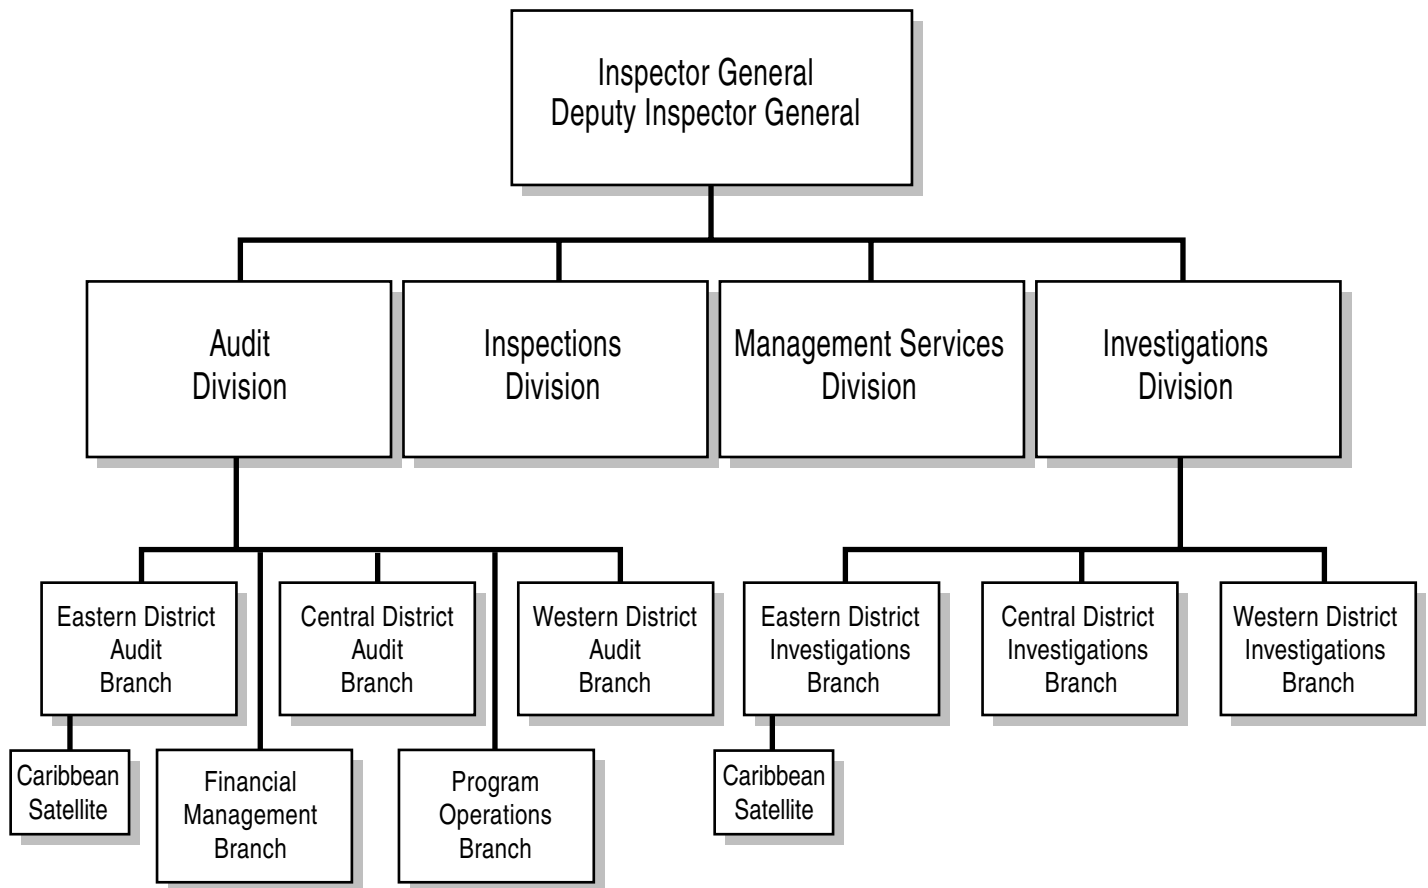 Inspector General
Deputy Inspector General
Audit
Division
Inspections
Division
Management Services
Division
Investigations
Division
Eastern District
Audit
Branch
Central District
Audit
Branch
Western District
Audit
Branch
Eastern District
Investigations
Branch
Central District
Investigations
Branch
Western District
Investigations
Branch
Caribbean
Satellite
Financial
Management
Branch
Program
Operations
Branch
Caribbean
Satellite